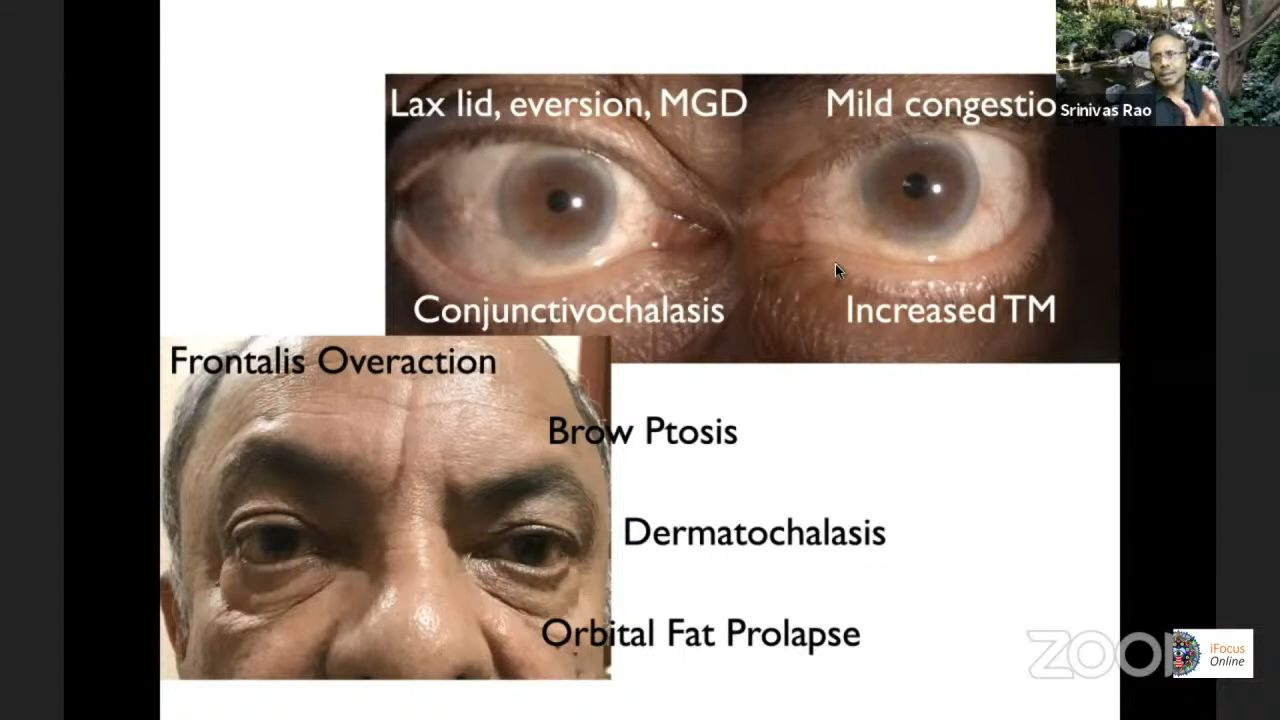 Lax lid, eversion, MGD
Mild congestio
Srinivas Rao
Conjunctivochalasis
Increased TM
Frontalis Overaction
Brow Ptosis
Dermatochalasis
Orbital Fat Prolapse
zoom
iFocus
Online